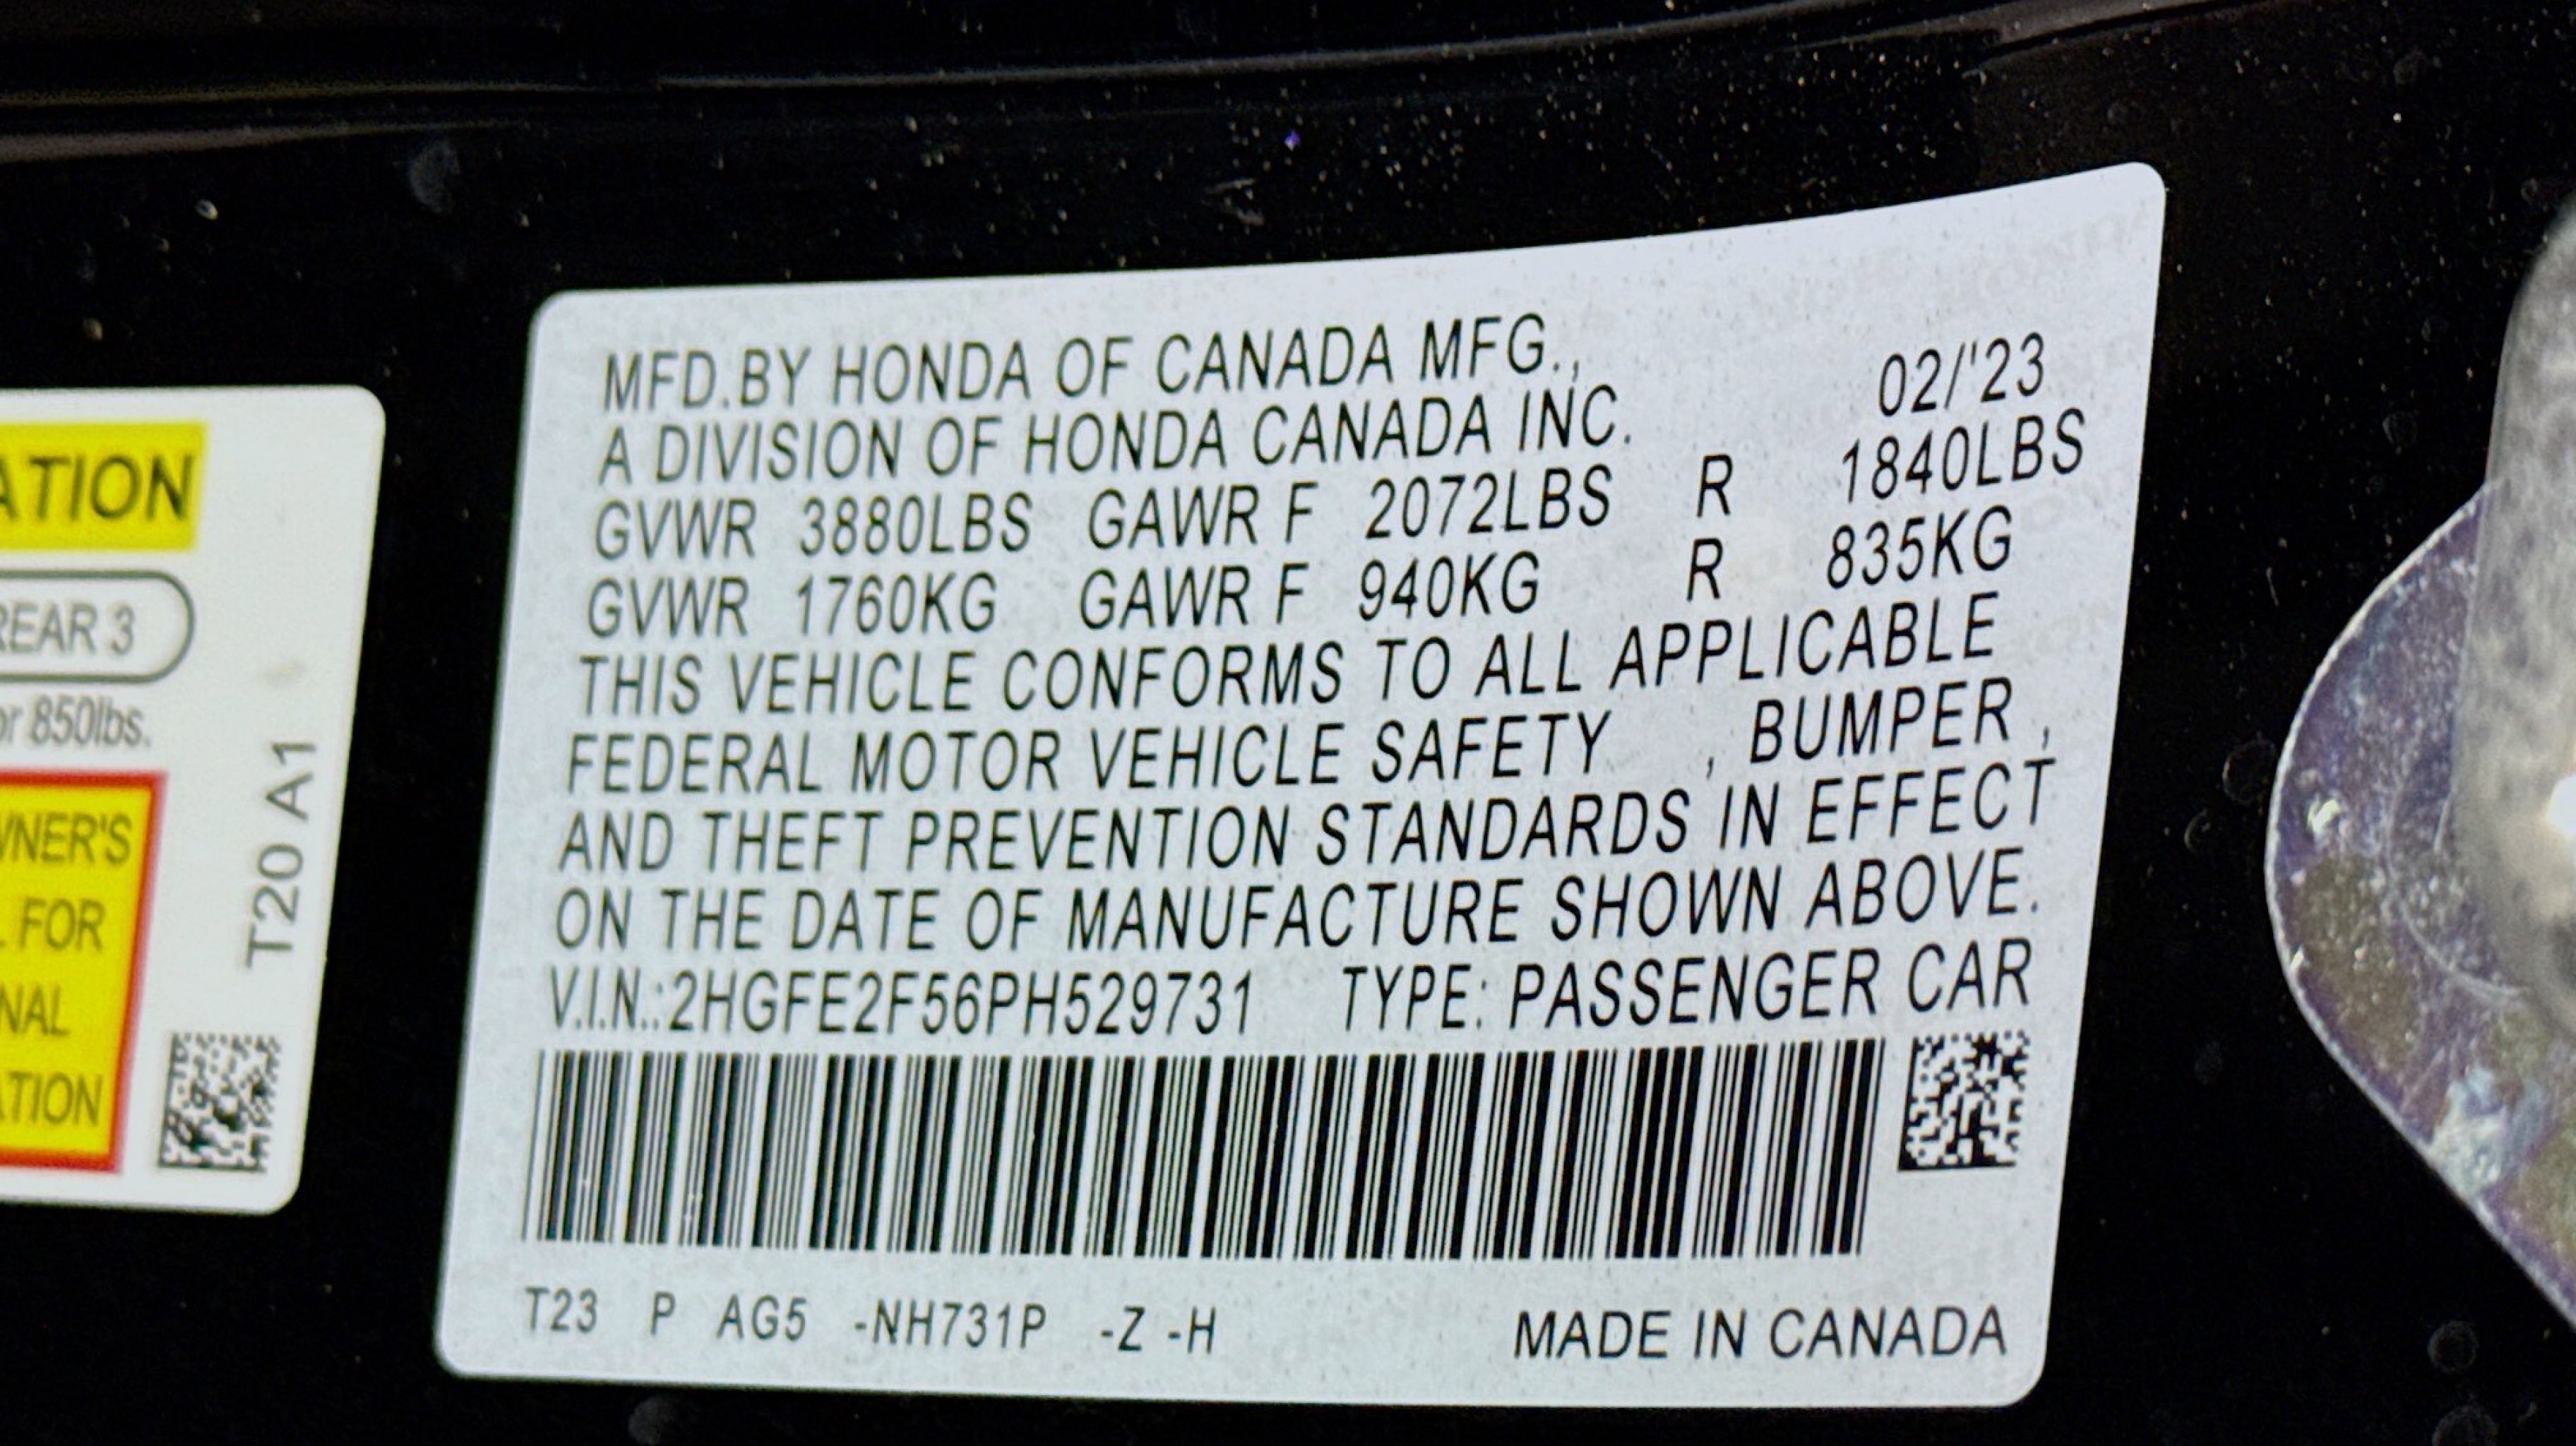 ATION
REAR 3
or 850lbs.
WNER'S
FOR
NAL
ATION
T20 A1
MFD.BY HONDA OF CANADA MFG., 02/'23
A DIVISION OF HONDA CANADA INC.
GVWR 3880LBS GAWR F 2072LBS R 1840LBS
GVWR 1760KG GAWR F 940KG R 835KG
THIS VEHICLE CONFORMS TO ALL APPLICABLE
FEDERAL MOTOR VEHICLE SAFETY , BUMPER ,
AND THEFT PREVENTION STANDARDS IN EFFECT
ON THE DATE OF MANUFACTURE SHOWN ABOVE.
V.I.N.:2HGFE2F56PH529731 TYPE: PASSENGER CAR
T23 P AG5 -NH731P -Z -H MADE IN CANADA